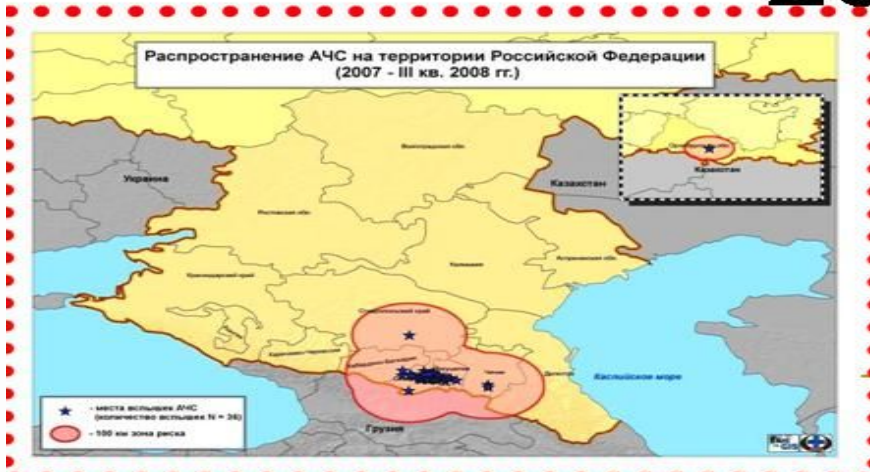 Распространение АЧС на территории Российской Федерации
(2007 - III кв. 2008 гг.)
Волгоградская обл.
Украина
Казахстан
Казахстан
Ростовская обл.
Калмыкия
Астраханская обл.
Краснодарский край
Ставропольский край
Чечня
Дагестан
Каспийское море
- места вспышек АЧС
(количество вспышек N = 36)
- 100 км зона риска
Грузия